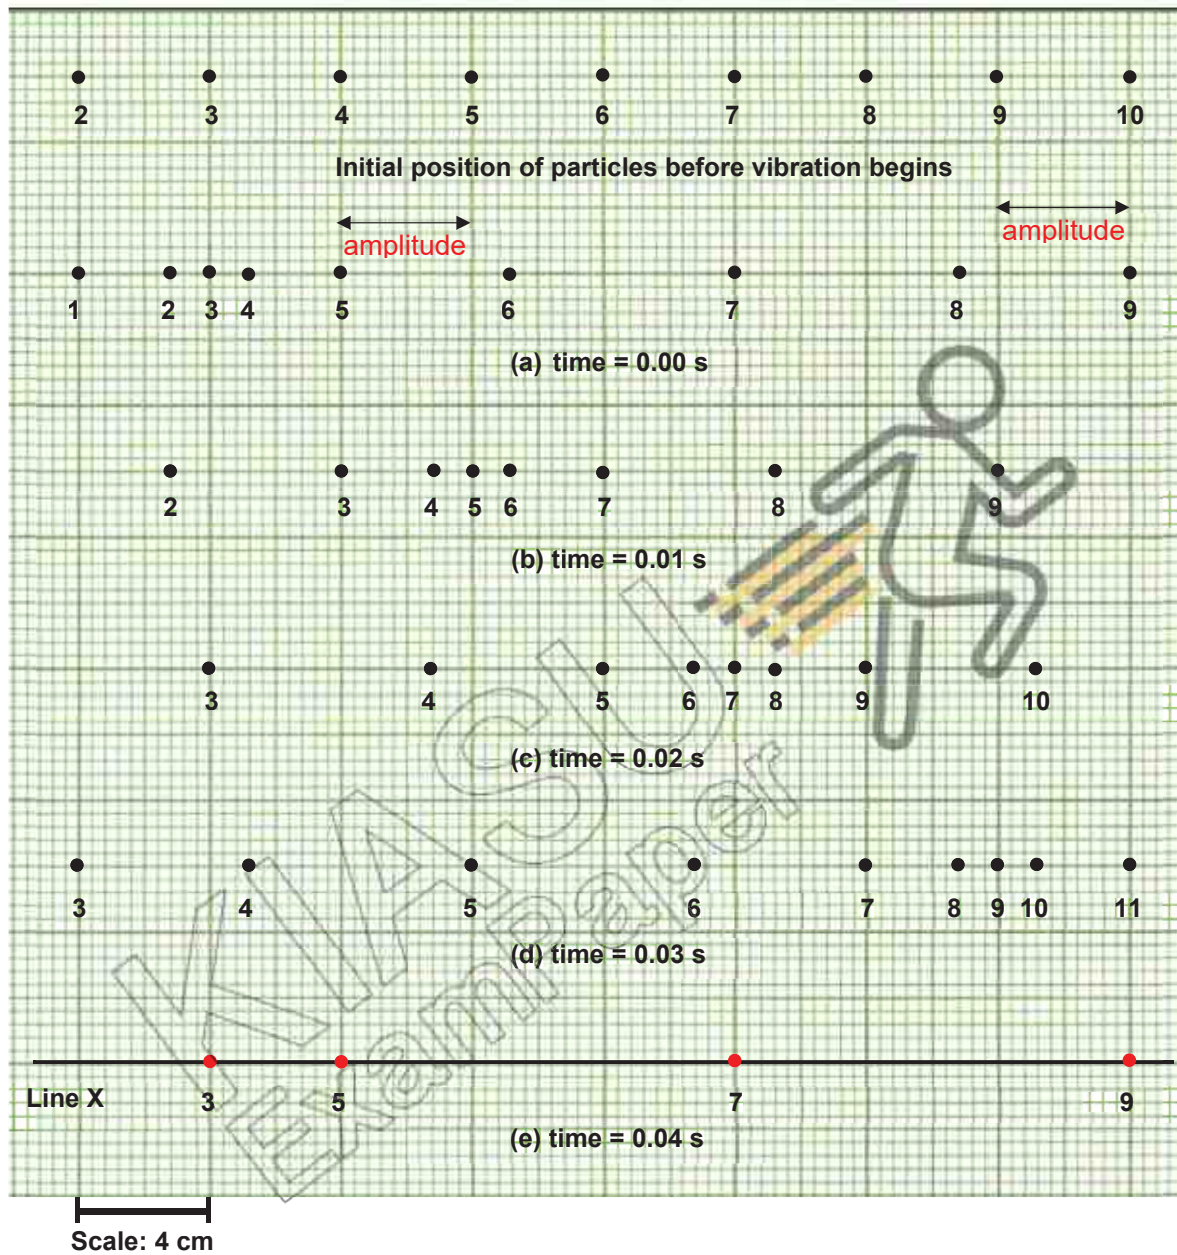 2 3 4 5 6 7 8 9 10
Initial position of particles before vibration begins
amplitude amplitude
1 2 3 4 5 6 7 8 9
(a) time = 0.00 s
2 3 4 5 6 7 8 9
(b) time = 0.01 s
3 4 5 6 7 8 9 10
(c) time = 0.02 s
3 4 5 6 7 8 9 10 11
(d) time = 0.03 s
Line X 3 5 7 9
(e) time = 0.04 s
Scale: 4 cm
KIASU
ExamPaper